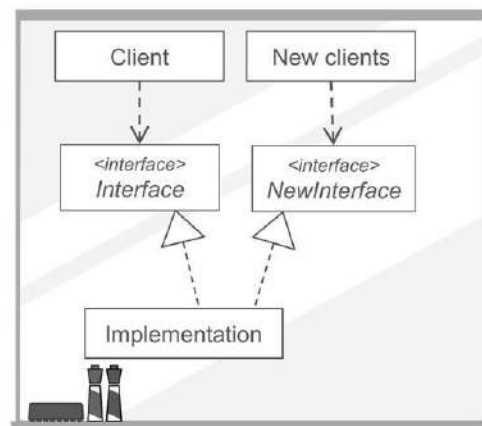 Client
New clients
<interface>
Interface
<interface>
NewInterface
Implementation